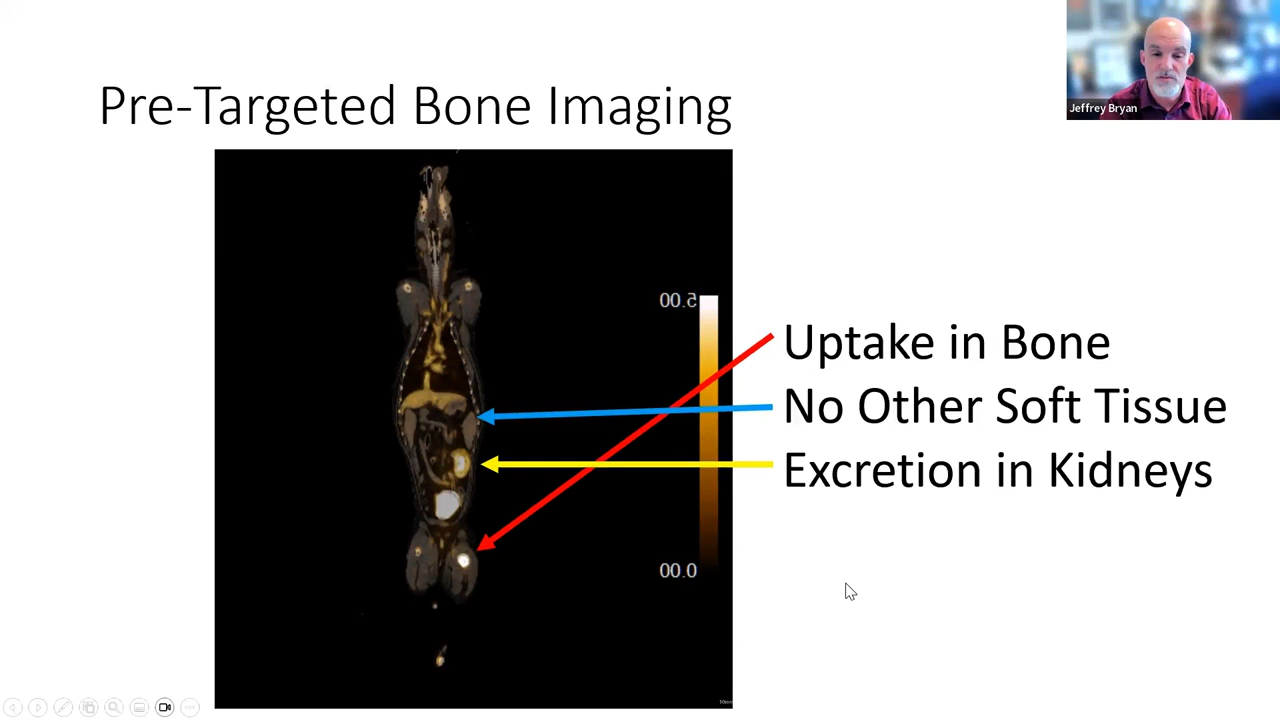 Jeffrey Bryan
Pre-Targeted Bone Imaging
5.00
Uptake in Bone
No Other Soft Tissue
Excretion in Kidneys
0.00
10cm